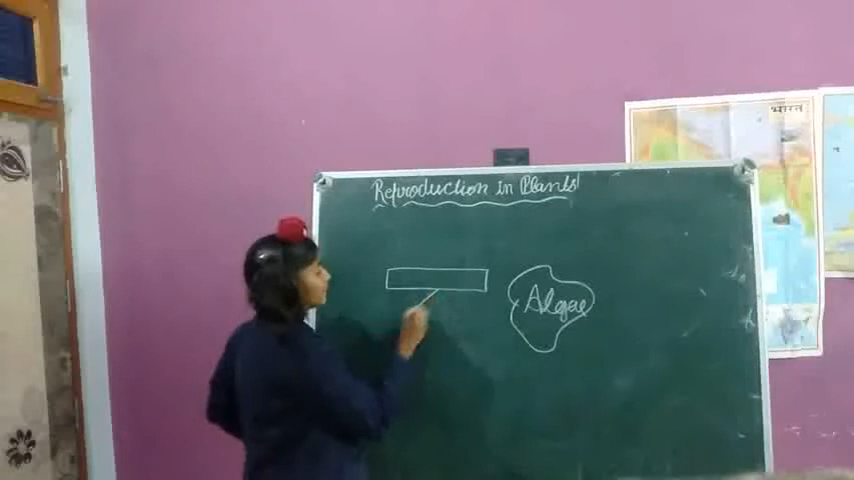 भारत
Reproduction in Plants
Algae